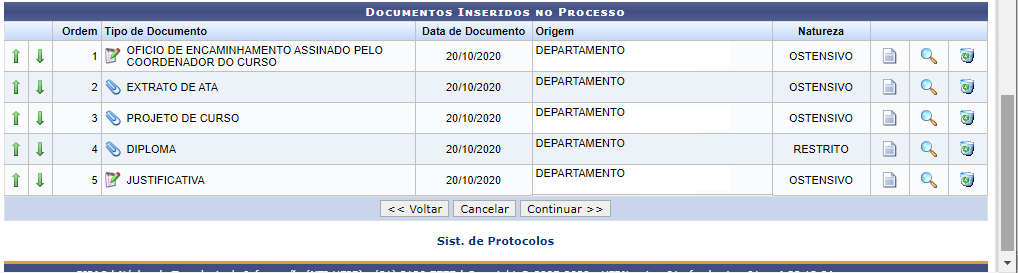 Documentos Inseridos no Processo
Ordem Tipo de Documento Data de Documento Origem Natureza
1 OFICIO DE ENCAMINHAMENTO ASSINADO PELO COORDENADOR DO CURSO 20/10/2020 DEPARTAMENTO OSTENSIVO
2 EXTRATO DE ATA 20/10/2020 DEPARTAMENTO OSTENSIVO
3 PROJETO DE CURSO 20/10/2020 DEPARTAMENTO OSTENSIVO
4 DIPLOMA 20/10/2020 DEPARTAMENTO RESTRITO
5 JUSTIFICATIVA 20/10/2020 DEPARTAMENTO OSTENSIVO
<< Voltar Cancelar Continuar >>
Sist. de Protocolos